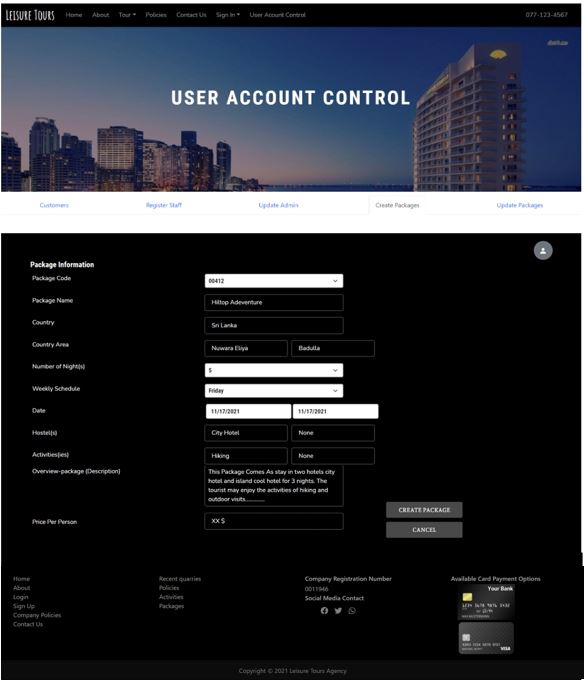 LEISURE TOURS Home About Tour Policies Contact Us Sign In User Acount Control 077-123-4567
USER ACCOUNT CONTROL
Customers Register Staff Update Admin Create Packages Update Packages
Package Information
Package Code 00412
Package Name Hiltop Adeventure
Country Sri Lanka
Country Area Nuwara Eliya Badulla
Number of Night(s) 5
Weekly Schedule Friday
Date 11/17/2021 11/17/2021
Hostel(s) City Hotel None
Activities(ies) Hiking None
Overview-package (Description) This Package Comes As stay in two hotels city
hotel and island cool hotel for 3 nights. The
tourist may enjoy the activities of hiking and
outdoor visits..............
CREATE PACKAGE
Price Per Person XX $
CANCEL
Home Recent quarries Company Registration Number Available Card Payment Options
About Policies 0011946 Your Bank
Login Activities Social Media Contact
Sign Up Packages
Company Policies
Contact Us
VISA
Copyright © 2021 Leisure Tours Agency